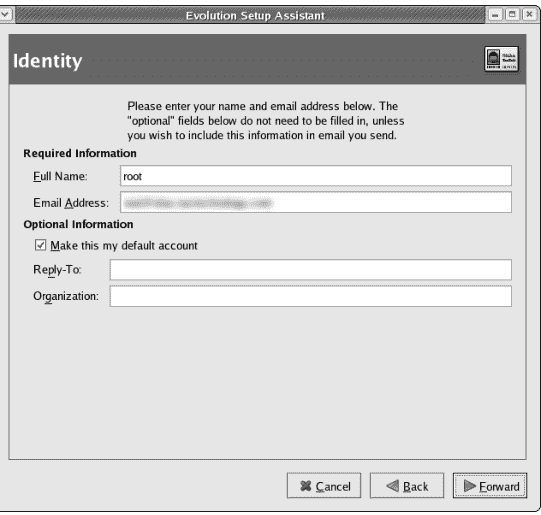 Evolution Setup Assistant
Identity
Please enter your name and email address below. The
"optional" fields below do not need to be filled in, unless
you wish to include this information in email you send.
Required Information
Full Name:
root
Email Address:
Optional Information
Make this my default account
Reply-To:
Organization:
Cancel
Back
Forward